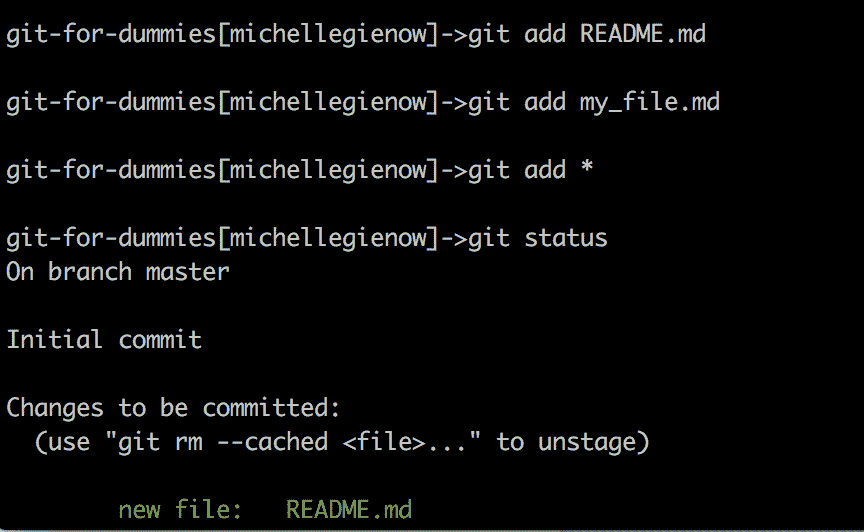 git-for-dummies[michellegienow]->git add README.md
git-for-dummies[michellegienow]->git add my_file.md
git-for-dummies[michellegienow]->git add *
git-for-dummies[michellegienow]->git status
On branch master
Initial commit
Changes to be committed:
(use "git rm --cached <file>..." to unstage)
new file: README.md